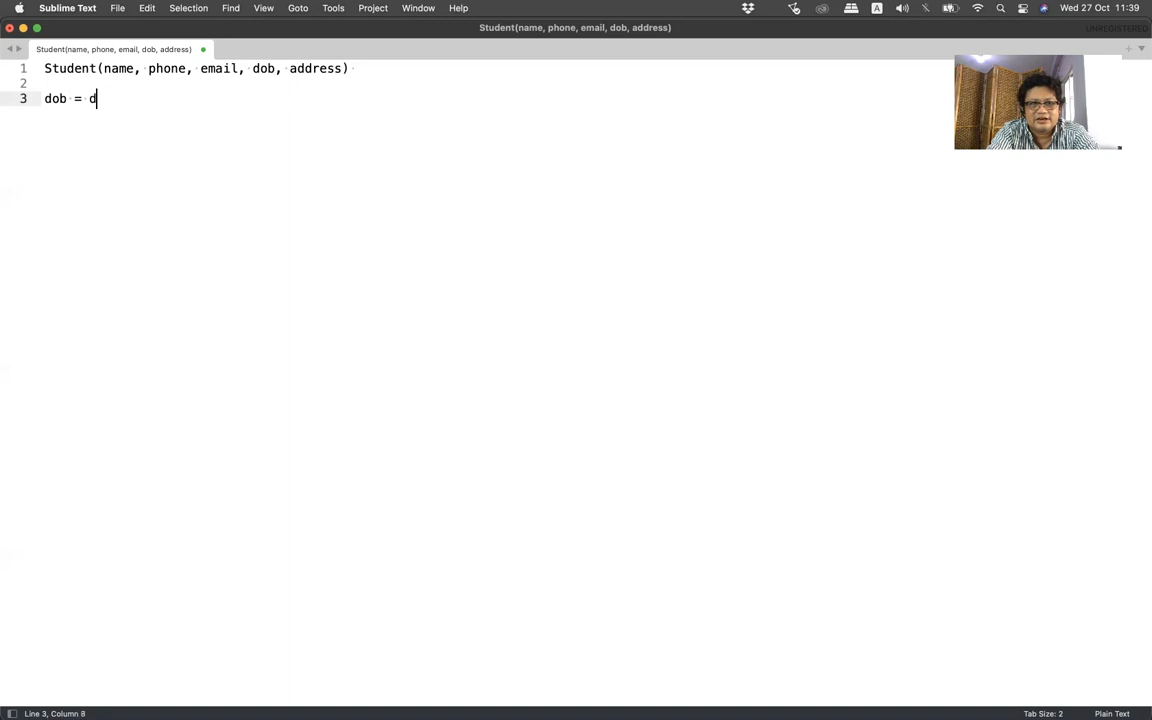 Sublime Text File Edit Selection Find View Goto Tools Project Window Help A Wed 27 Oct 11:39
Student(name, phone, email, dob, address)
UNREGISTERED
Student(name, phone, email, dob, address)
1 Student(name, phone, email, dob, address)
2
3 dob = d
Line 3, Column 8 Tab Size: 2 Plain Text